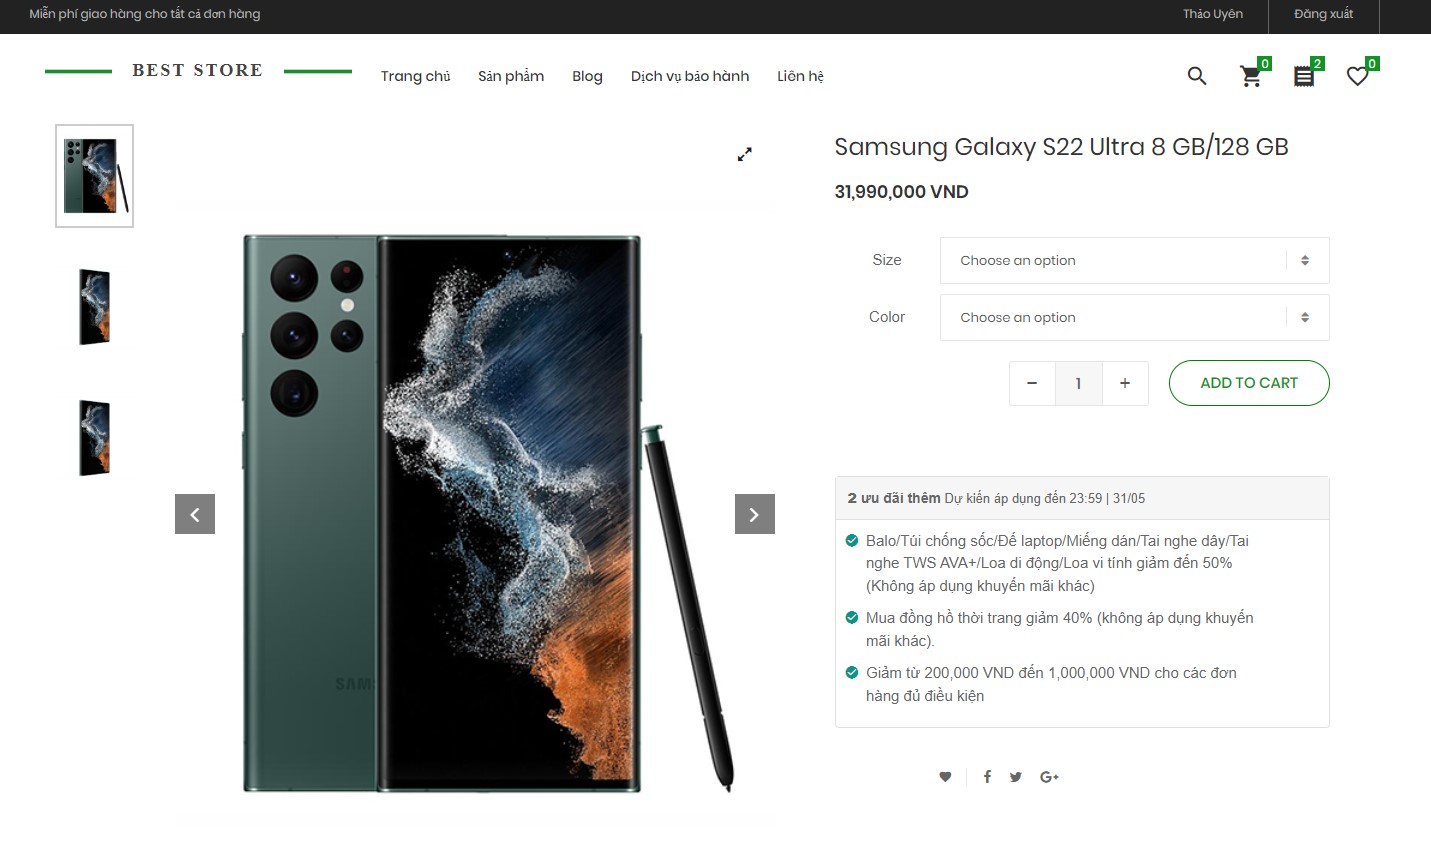 Miễn phí giao hàng cho tất cả đơn hàng
Thảo Uyên
Đăng xuất
BEST STORE
Trang chủ
Sản phẩm
Blog
Dịch vụ bảo hành
Liên hệ
0
2
0
Samsung Galaxy S22 Ultra 8 GB/128 GB
31,990,000 VND
Size
Choose an option
Color
Choose an option
− 1 +
ADD TO CART
2 ưu đãi thêm Dự kiến áp dụng đến 23:59 | 31/05
Balo/Túi chống sốc/Đế laptop/Miếng dán/Tai nghe dây/Tai
nghe TWS AVA+/Loa di động/Loa vi tính giảm đến 50%
(Không áp dụng khuyến mãi khác)
Mua đồng hồ thời trang giảm 40% (không áp dụng khuyến
mãi khác).
Giảm từ 200,000 VND đến 1,000,000 VND cho các đơn
hàng đủ điều kiện
SAMS